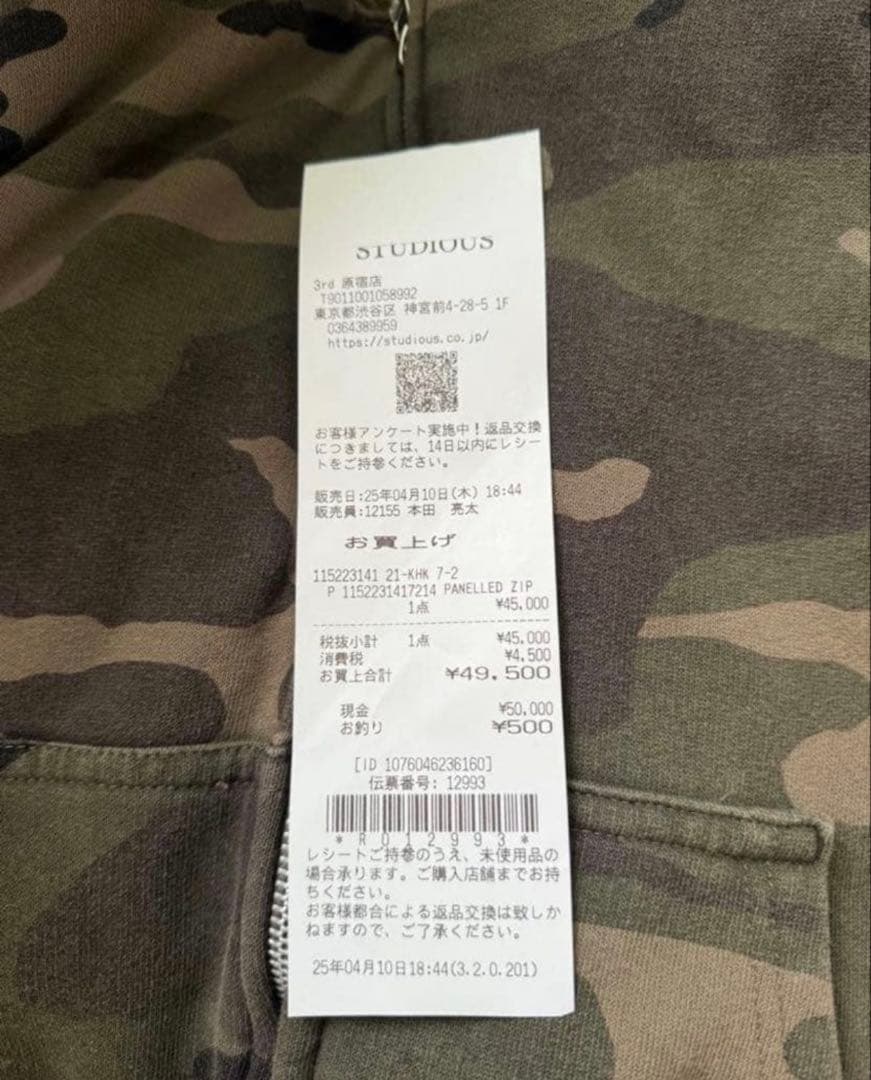 STUDIOUS
3rd 原宿店
T9011001058992
東京都渋谷区 神宮前4-28-5 1F
0364389959
https://studious.co.jp/
お客様アンケート実施中！返品交換
につきましては、14日以内にレシー
トをご持参ください。
販売日:25年04月10日(木) 18:44
販売員:12155 本田 亮太
お買上げ
115223141 21-KHK 7-2
P 1152231417214 PANELLED ZIP
1点 ¥45,000
税抜小計 1点 ¥45,000
消費税 ¥4,500
お買上合計 ¥49,500
現金 ¥50,000
お釣り ¥500
[ID 1076046236160]
伝票番号: 12993
* R 0 1 2 9 9 3 *
レシートご持参のうえ、未使用品の
場合承ります。ご購入店舗までお持
ちください。
お客様都合による返品交換は致しか
ねますので、ご了承ください。
25年04月10日18:44(3.2.0.201)